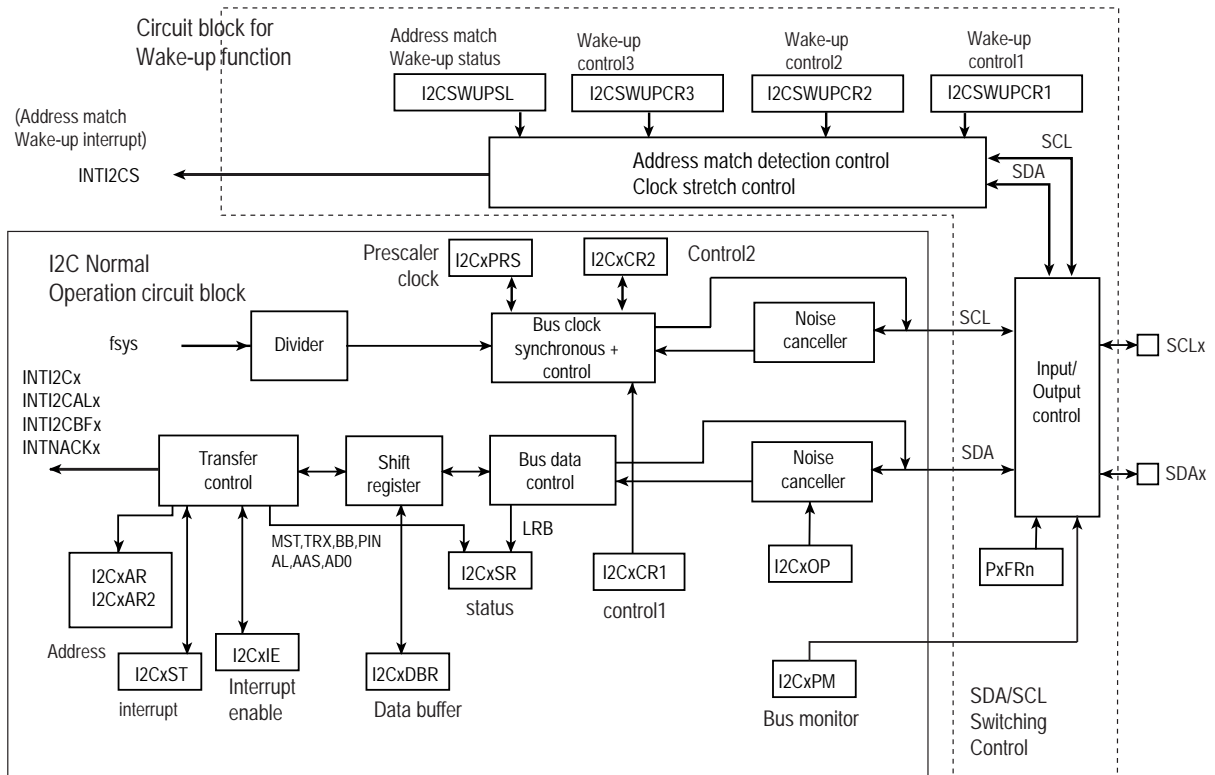 Circuit block for
Wake-up function
Address match
Wake-up status
Wake-up
control3
Wake-up
control2
Wake-up
control1
I2CSWUPSL
I2CSWUPCR3
I2CSWUPCR2
I2CSWUPCR1
(Address match
Wake-up interrupt)
INTI2CS
Address match detection control
Clock stretch control
SCL
SDA
I2C Normal
Operation circuit block
Prescaler
clock
I2CxPRS
I2CxCR2
Control2
fsys
Divider
Bus clock
synchronous +
control
Noise
canceller
SCL
Input/
Output
control
SCLx
INTI2Cx
INTI2CALx
INTI2CBFx
INTNACKx
Transfer
control
Shift
register
Bus data
control
Noise
canceller
SDA
SDAx
MST,TRX,BB,PIN
AL,AAS,AD0
LRB
I2CxAR
I2CxAR2
Address
I2CxSR
status
I2CxCR1
control1
I2CxOP
PxFRn
I2CxST
interrupt
I2CxIE
Interrupt
enable
I2CxDBR
Data buffer
I2CxPM
Bus monitor
SDA/SCL
Switching
Control